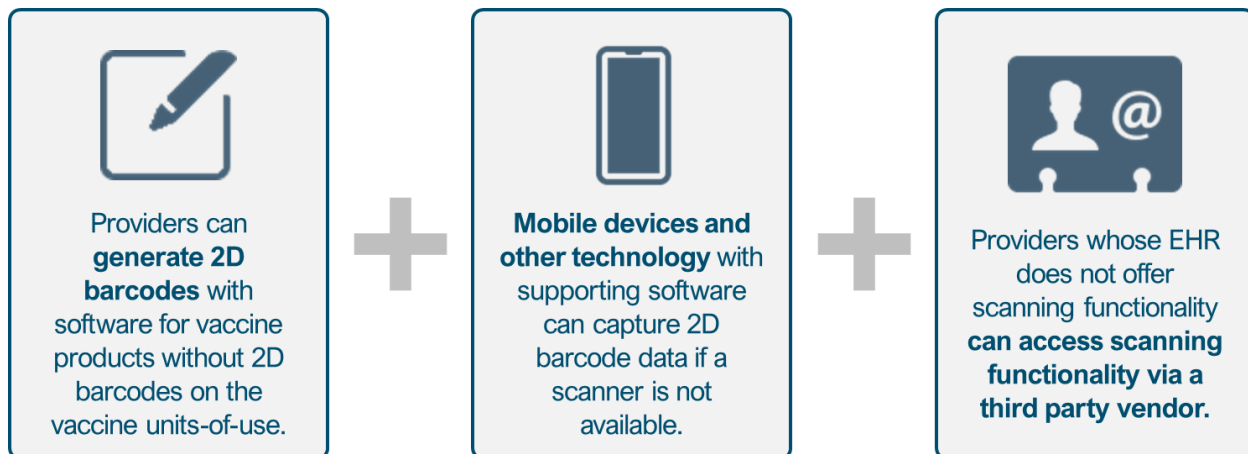 Providers can
generate 2D
barcodes with
software for vaccine
products without 2D
barcodes on the
vaccine units-of-use.
Mobile devices and
other technology with
supporting software
can capture 2D
barcode data if a
scanner is not
available.
@
Providers whose EHR
does not offer
scanning functionality
can access scanning
functionality via a
third party vendor.